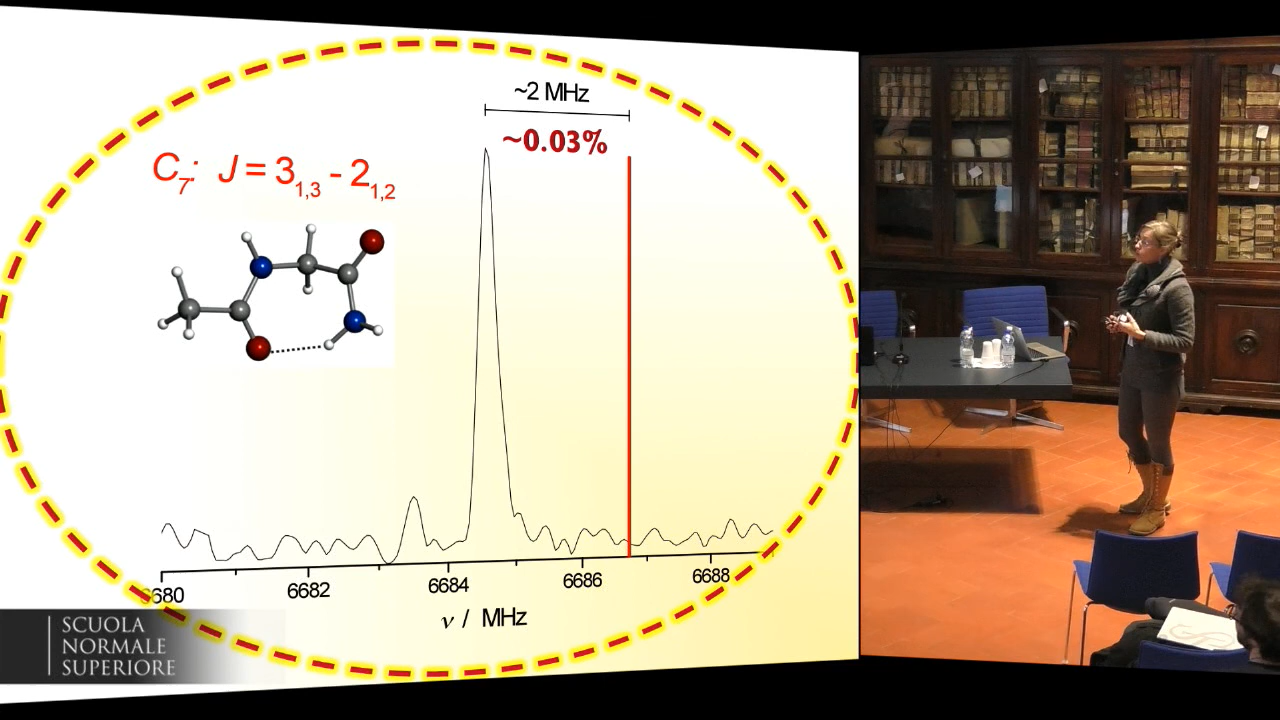 ~2 MHz
~0.03%
C7: J = 31,3 - 21,2
6680 6682 6684 6686 6688
ν / MHz
SCUOLA
NORMALE
SUPERIORE